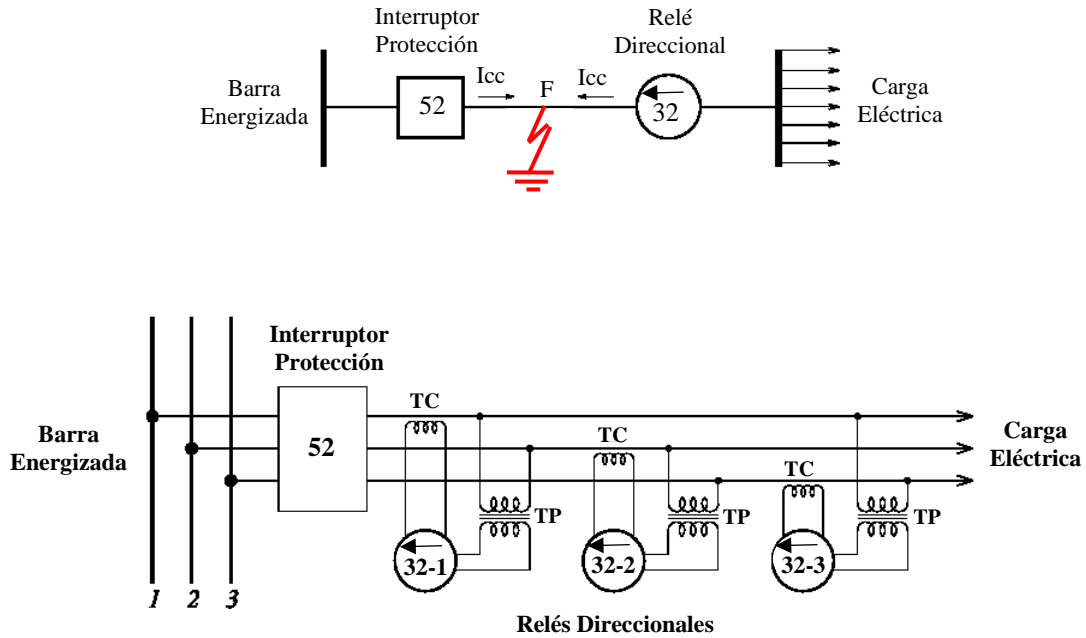 Interruptor
Protección
Relé
Direccional
Barra
Energizada
52
Icc
F
Icc
32
Carga
Eléctrica
Interruptor
Protección
Barra
Energizada
52
TC
TC
TC
Carga
Eléctrica
TP
TP
TP
32-1
32-2
32-3
1 2 3
Relés Direccionales